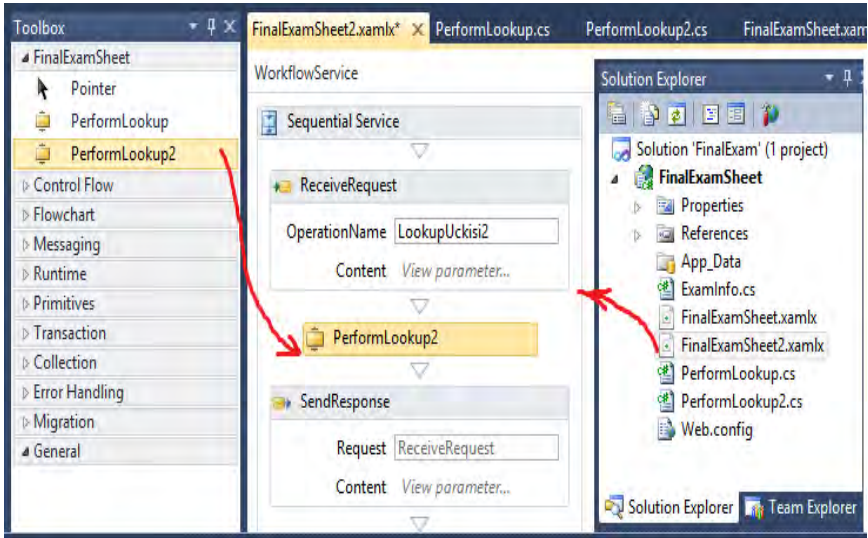 Toolbox
FinalExamSheet
Pointer
PerformLookup
PerformLookup2
Control Flow
Flowchart
Messaging
Runtime
Primitives
Transaction
Collection
Error Handling
Migration
General
FinalExamSheet2.xamlx* PerformLookup.cs PerformLookup2.cs FinalExamSheet.xam
WorkflowService
Sequential Service
ReceiveRequest
OperationName LookupUckisi2
Content View parameter...
PerformLookup2
SendResponse
Request ReceiveRequest
Content View parameter...
Solution Explorer
Solution 'FinalExam' (1 project)
FinalExamSheet
Properties
References
App_Data
ExamInfo.cs
FinalExamSheet.xamlx
FinalExamSheet2.xamlx
PerformLookup.cs
PerformLookup2.cs
Web.config
Solution Explorer Team Explorer